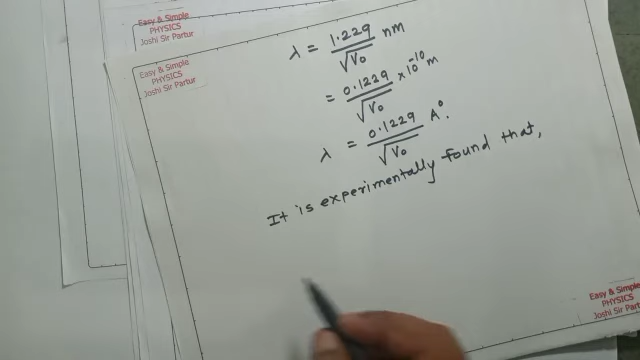 Easy & Simple
PHYSICS
Joshi Sir Partur
Easy & Simple
PHYSICS
Joshi Sir Partur
λ = 1.229 / √V₀ nm
= 0.1229 / √V₀ × 10⁻¹⁰ m
λ = 0.1229 / √V₀ A°.
It is experimentally found that,
Easy & Simple
PHYSICS
Joshi Sir Partur